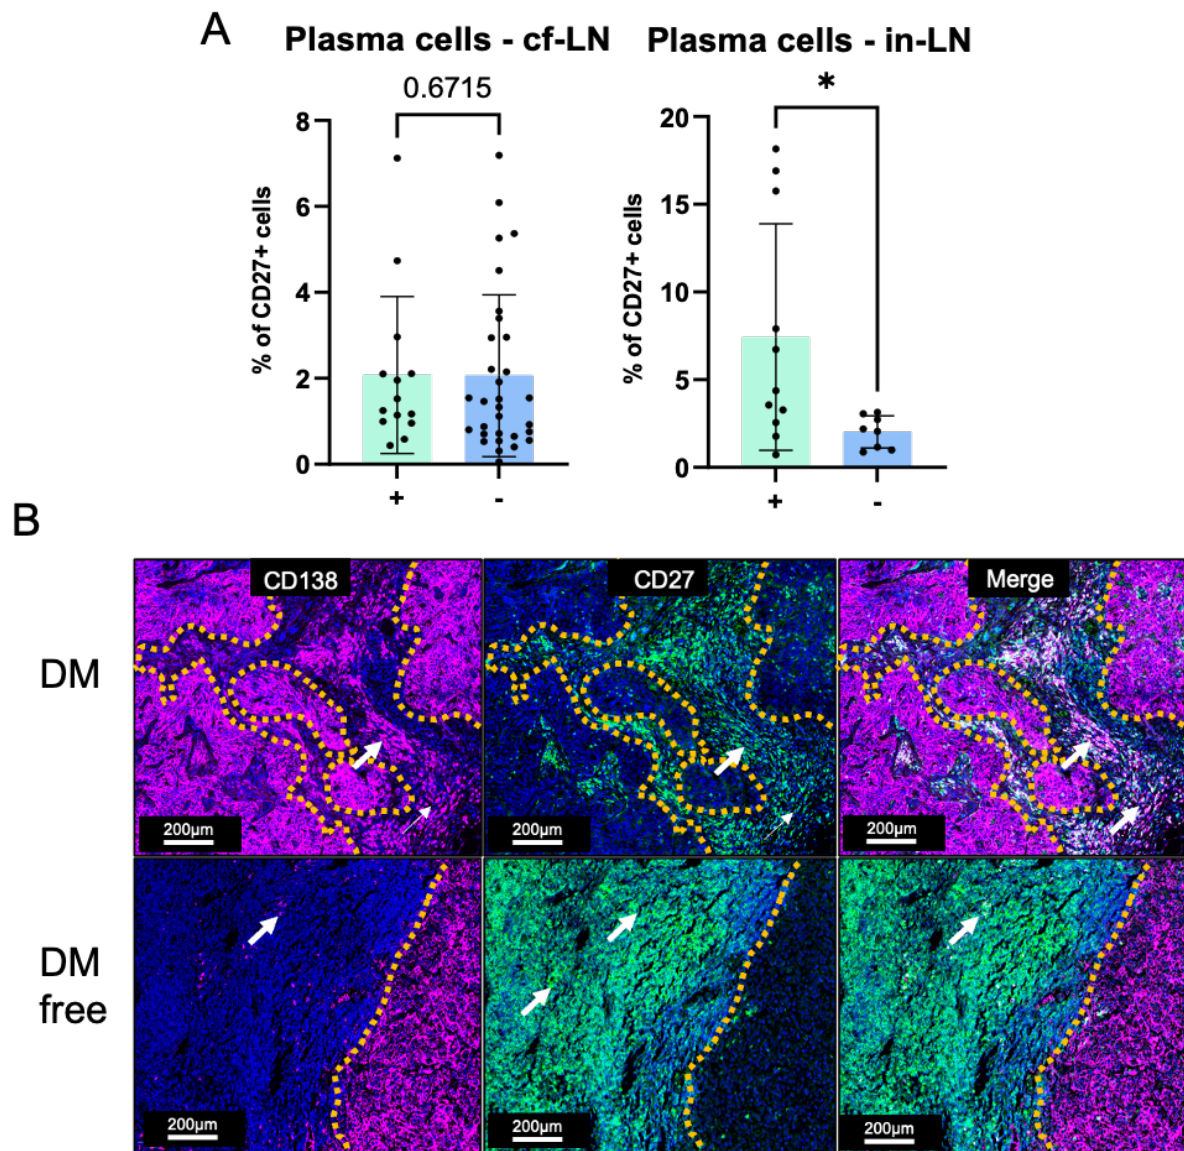 A
Plasma cells - cf-LN
Plasma cells - in-LN
0.6715
*
% of CD27+ cells
8
6
4
2
0
+
-
% of CD27+ cells
20
15
10
5
0
+
-
B
CD138
CD27
Merge
DM
200µm
200µm
200µm
DM
free
200µm
200µm
200µm